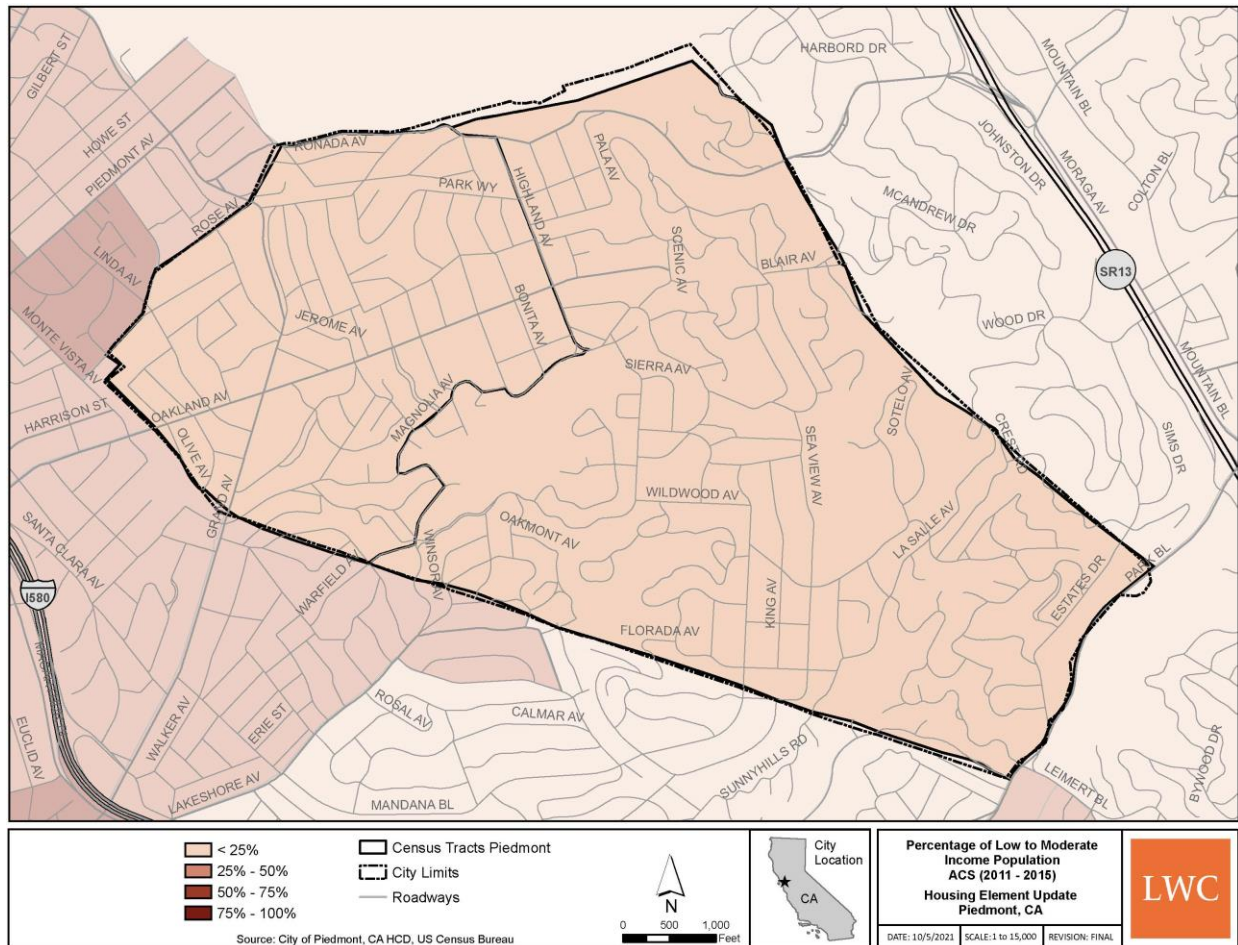 HARBORD DR
MOUNTAIN BL
GILBERT ST
HOWE ST
PIEDMONT AV
JOHNSTON DR
MORAGA AV
COLTON BL
RONADA AV
PALA AV
PARK WY
HIGHLAND AV
MCANDREW DR
ROSE AV
LINDA AV
SCENIC AV
BLAIR AV
SR13
BONITA AV
JEROME AV
WOOD DR
MONTE VISTA AV
SIERRA AV
MOUNTAIN BL
HARRISON ST
OAKLAND AV
MAGNOLIA AV
SOTELO AV
OLIVE AV
SEA VIEW AV
SIMS DR
GRAND AV
WILDWOOD AV
SANTA CLARA AV
OAKMONT AV
LA SALLE AV
WINSOR AV
PARK BL
I580
WARFIELD
ESTATES DR
KING AV
FLORADA AV
ROSAL AV
CALMAR AV
WALKER AV
ERIE ST
EUCLID AV
SUNNYHILLS RD
BYWOOD DR
LAKESHORE AV
MANDANA BL
LEIMERT BL
< 25%
25% - 50%
50% - 75%
75% - 100%
Census Tracts Piedmont
City Limits
Roadways
Source: City of Piedmont, CA HCD, US Census Bureau
N
0 500 1,000
Feet
City
Location
CA
Percentage of Low to Moderate
Income Population
ACS (2011 - 2015)
Housing Element Update
Piedmont, CA
DATE: 10/5/2021 SCALE:1 to 15,000 REVISION: FINAL
LWC